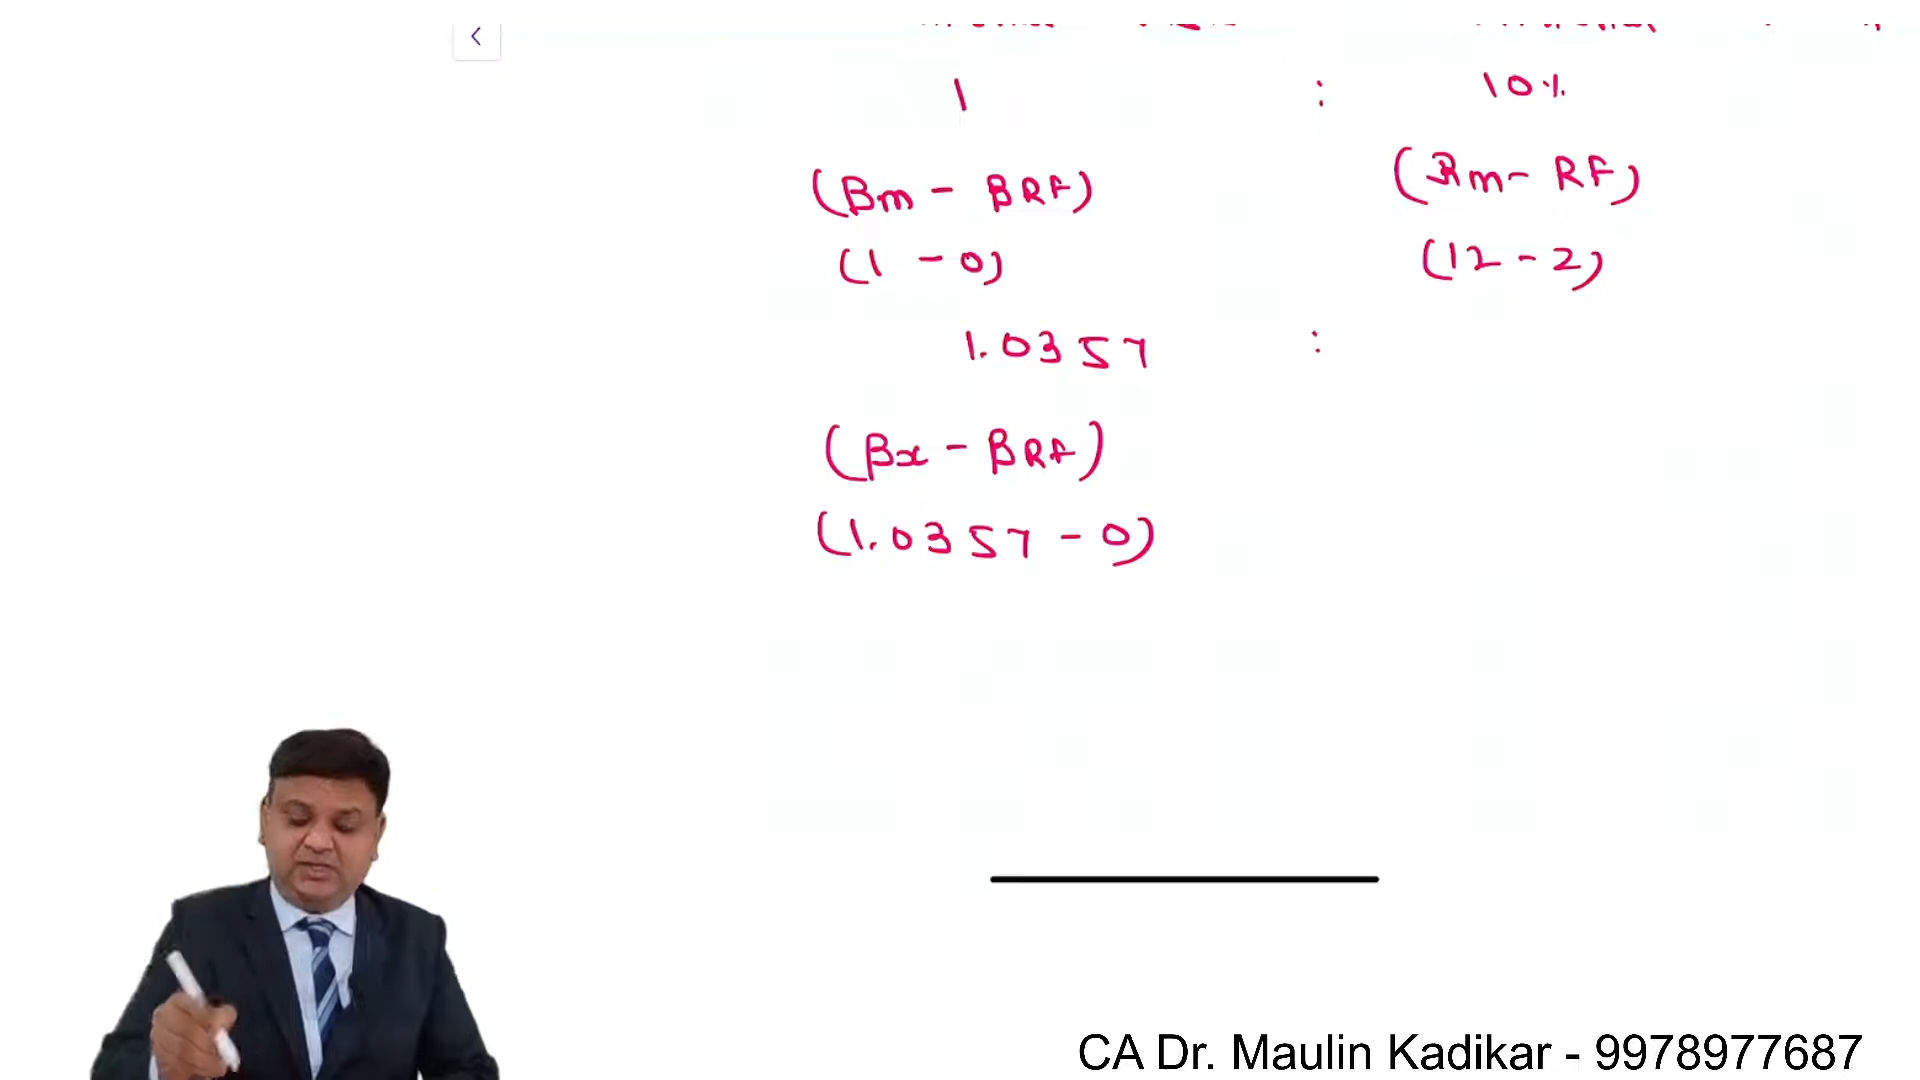 1 : 10%
(βm - βRF) (Rm - RF)
(1 - 0) (12 - 2)
1.0357 :
(βx - βRF)
(1.0357 - 0)
CA Dr. Maulin Kadikar - 9978977687